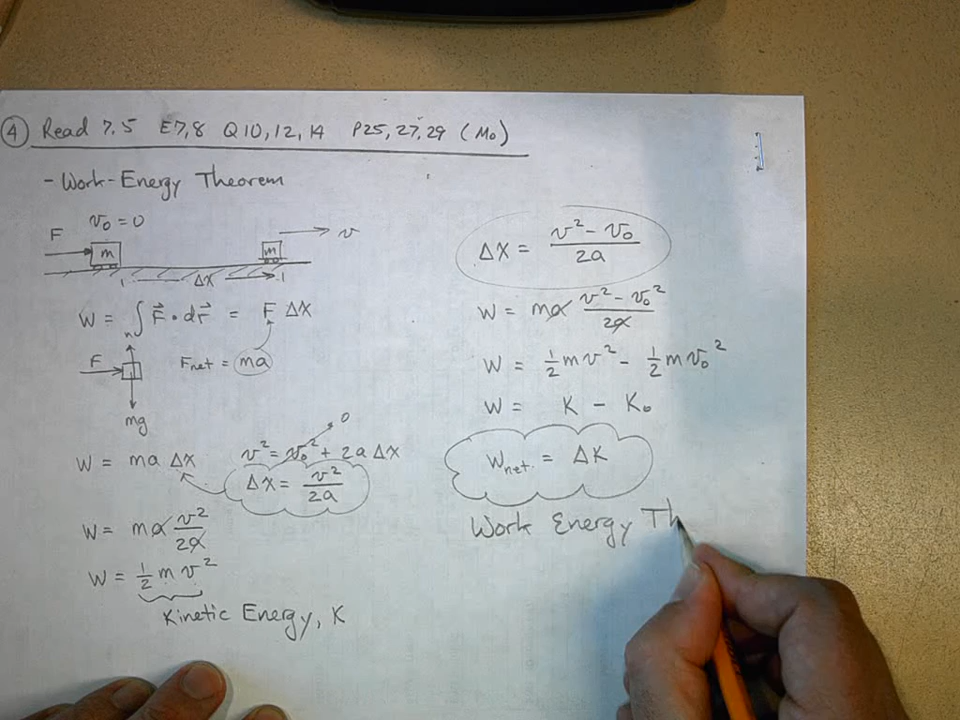 ④ Read 7.5 E7,8 Q10,12,14 P25,27,29 (Mo)
- Work-Energy Theorem
v₀ = 0
F m m v
Δx
W = ∫ F⃗ • dr⃗ = F Δx
n
F Fnet = ma
mg
0
W = ma Δx v² = v₀² + 2a Δx
Δx = v²/2a
W = ma v²/2a
W = ½ m v²
Kinetic Energy, K
Δx = (v² - v₀)/2a
W = ma (v² - v₀²)/2a
W = ½ m v² - ½ m v₀²
W = K - K₀
Wnet. = ΔK
Work Energy Th